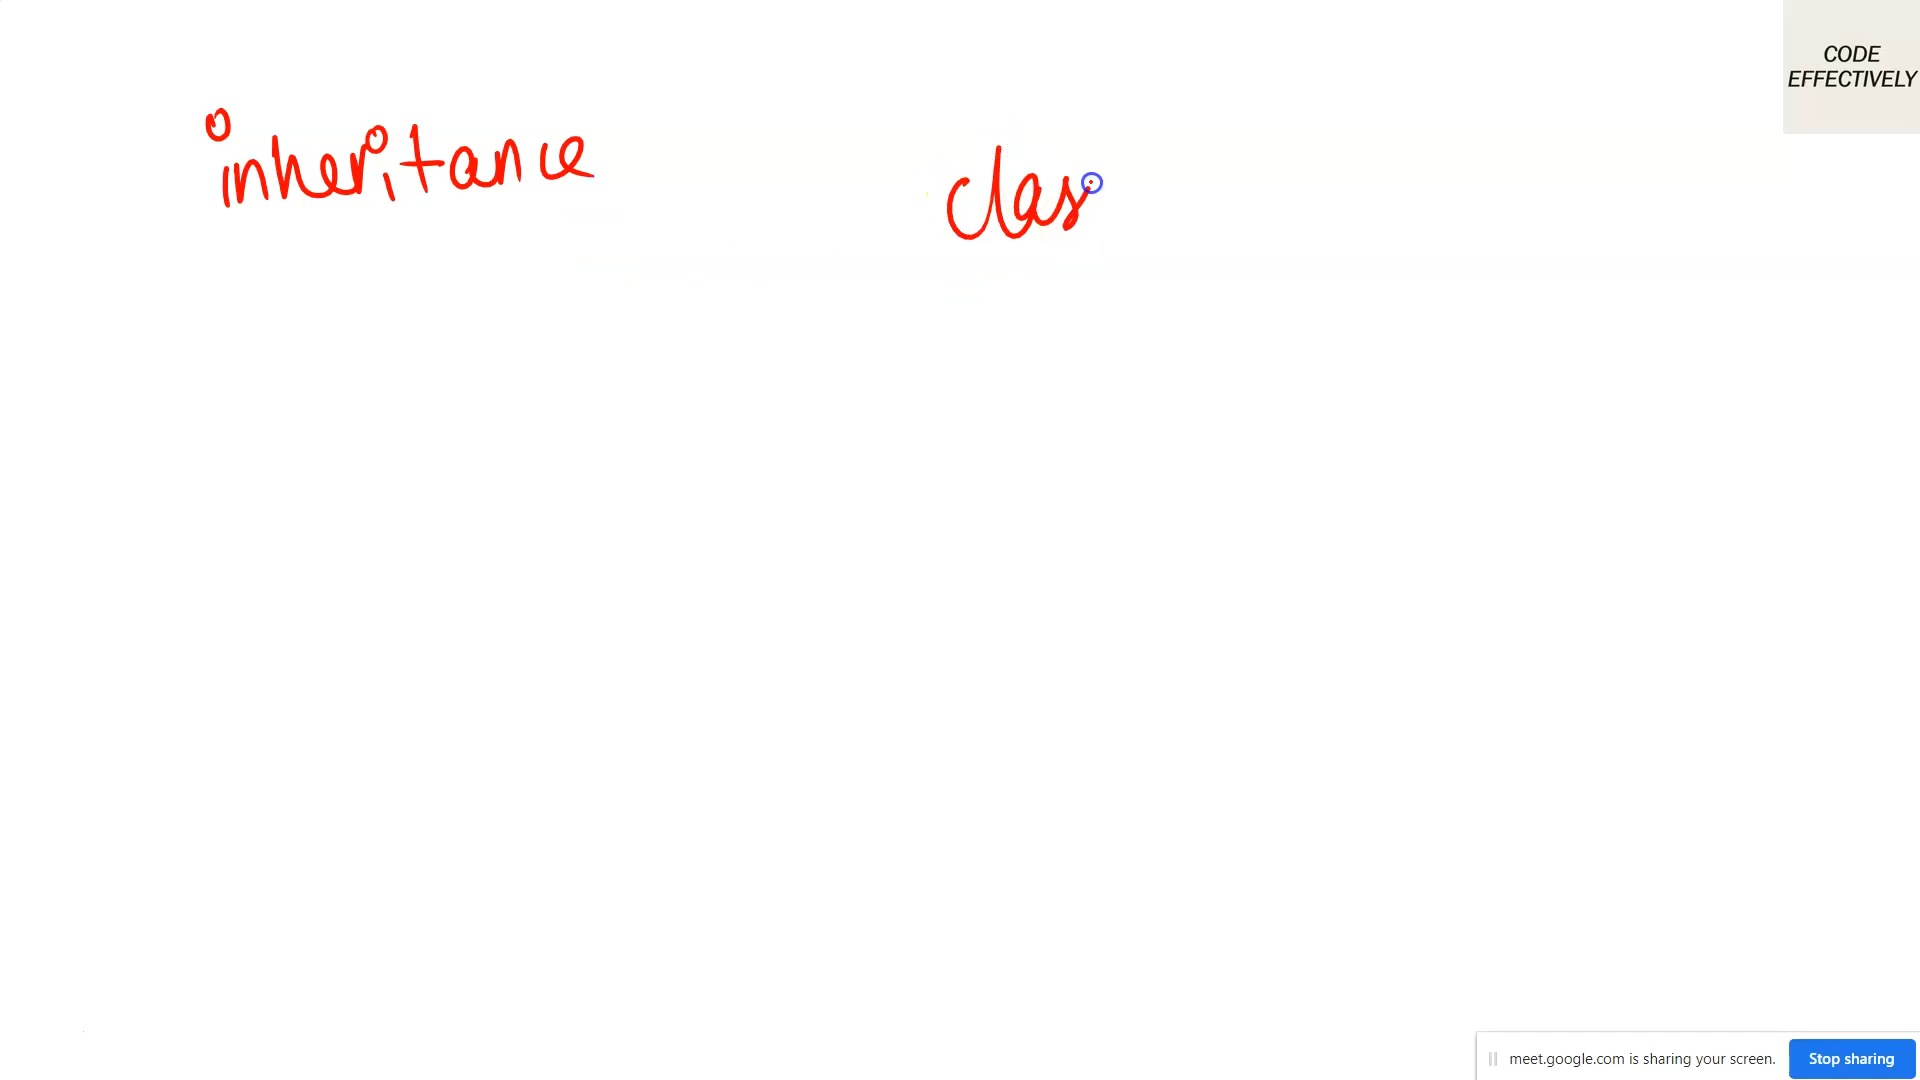 CODE
EFFECTIVELY
inheritance
clas
meet.google.com is sharing your screen.
Stop sharing